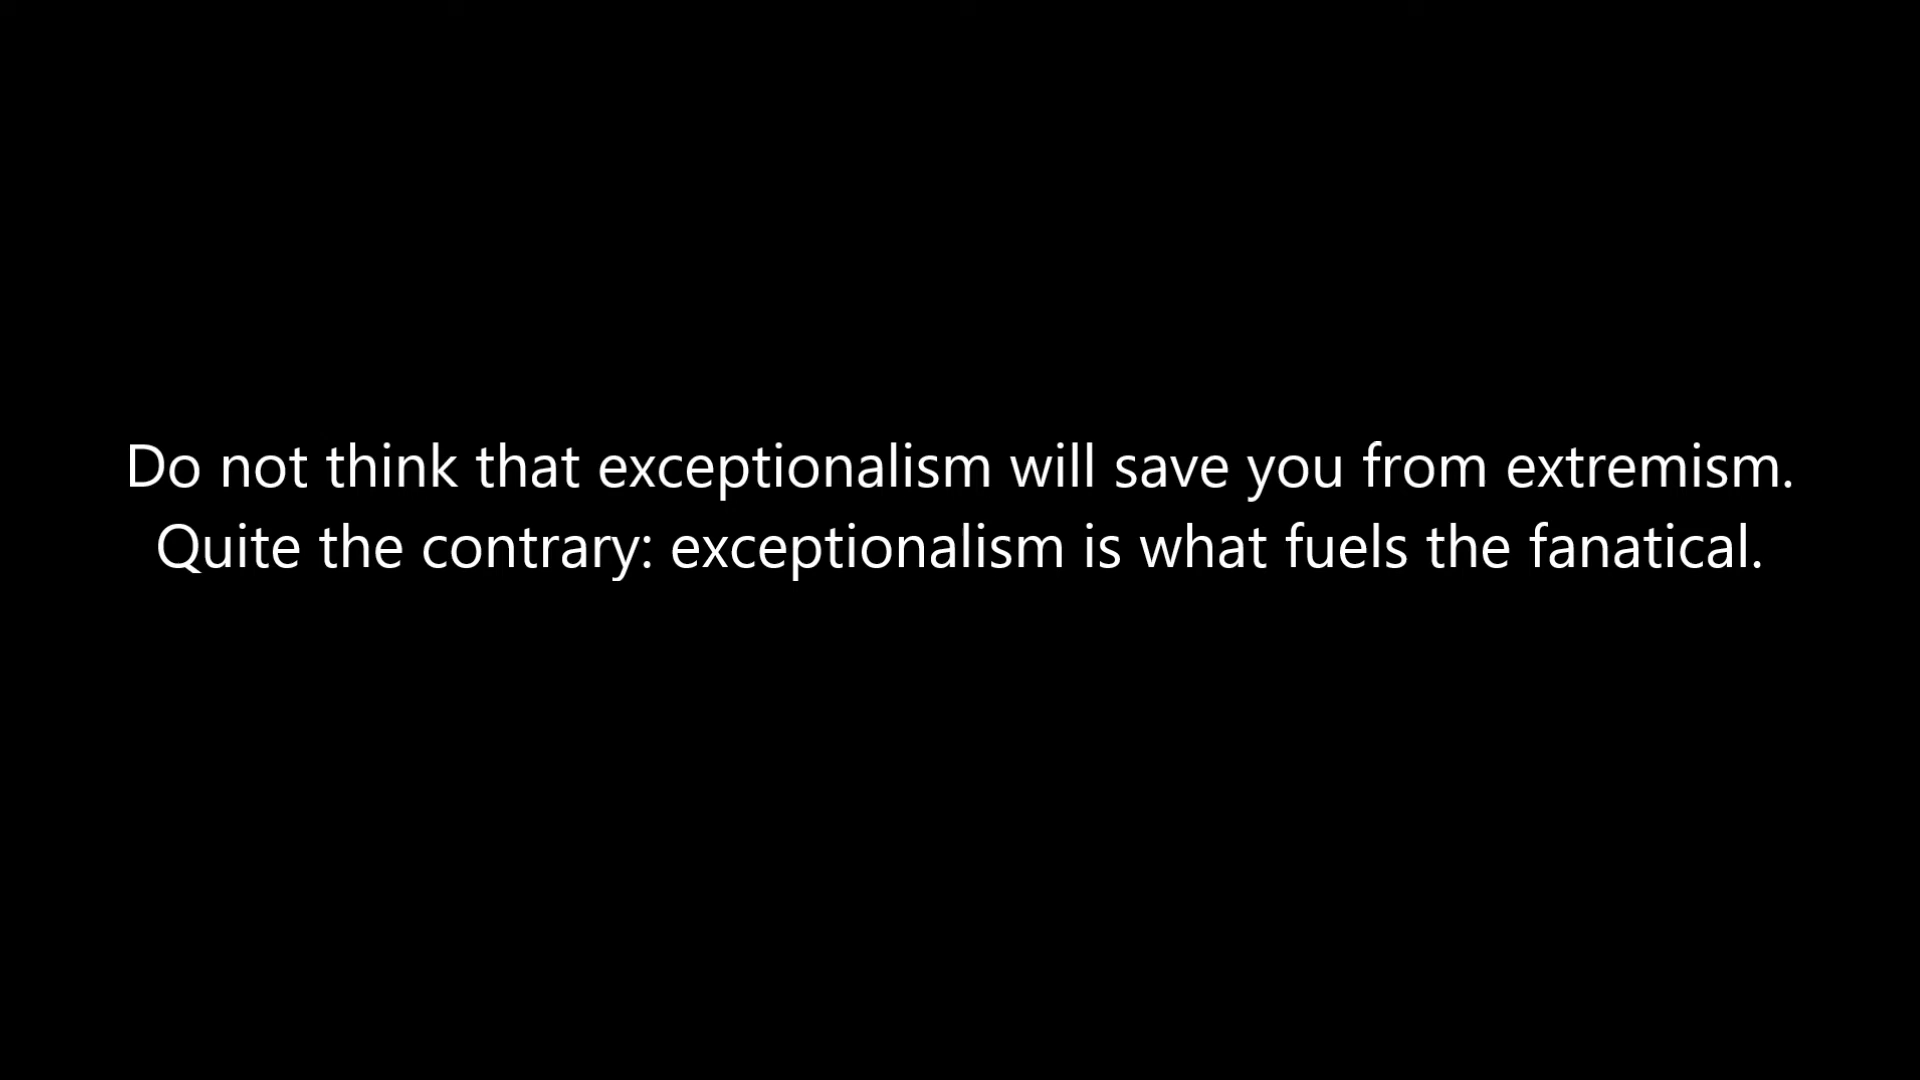 Do not think that exceptionalism will save you from extremism.
Quite the contrary: exceptionalism is what fuels the fanatical.